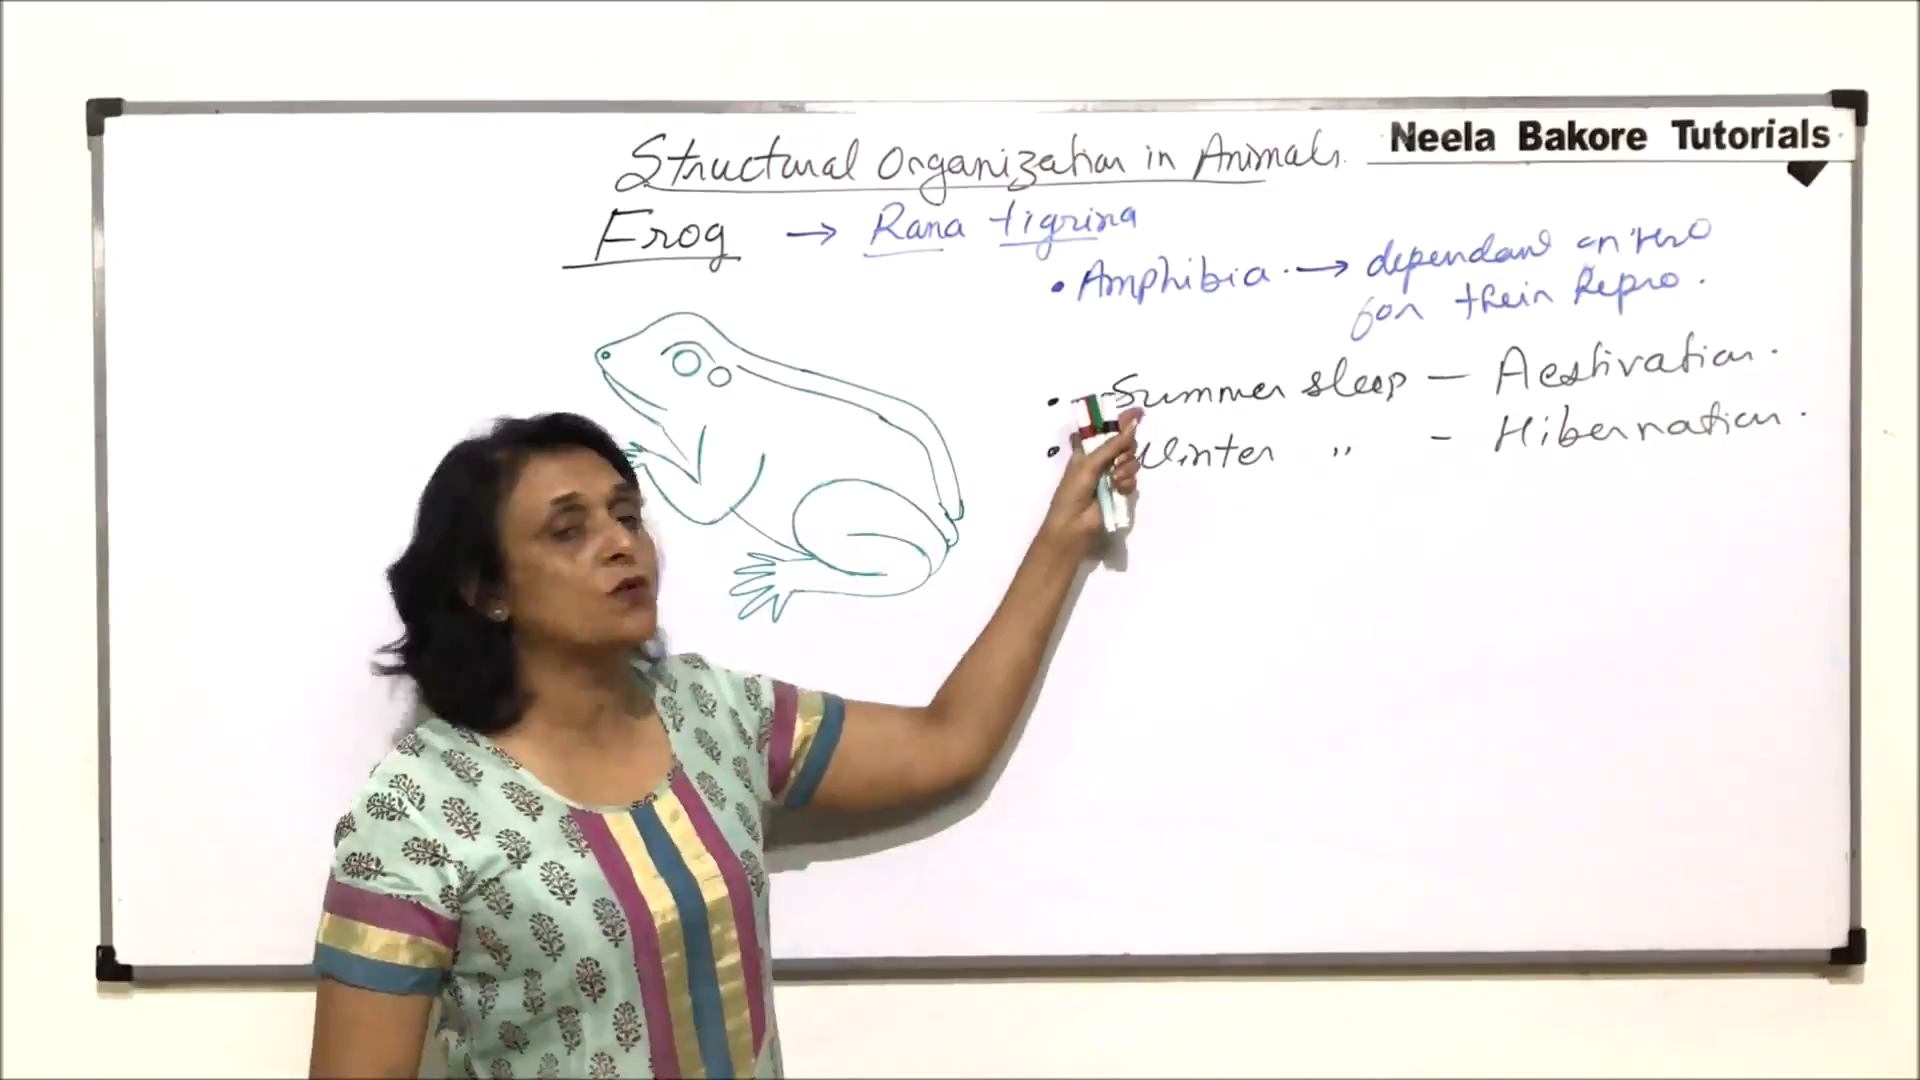 Neela Bakore Tutorials
Structural Organization in Animals.
Frog → Rana tigrina
• Amphibia. → dependant on H2O
for their Repro.
• Summer sleep - Aestivation.
• Winter " - Hibernation.